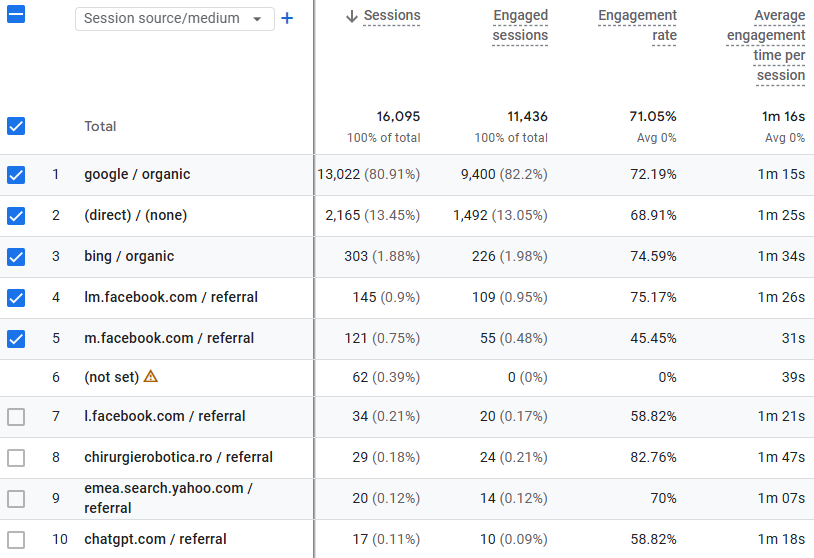 Session source/medium
+
↓ Sessions
Engaged sessions
Engagement rate
Average engagement time per session
Total
16,095
100% of total
11,436
100% of total
71.05%
Avg 0%
1m 16s
Avg 0%
1 google / organic 13,022 (80.91%) 9,400 (82.2%) 72.19% 1m 15s
2 (direct) / (none) 2,165 (13.45%) 1,492 (13.05%) 68.91% 1m 25s
3 bing / organic 303 (1.88%) 226 (1.98%) 74.59% 1m 34s
4 lm.facebook.com / referral 145 (0.9%) 109 (0.95%) 75.17% 1m 26s
5 m.facebook.com / referral 121 (0.75%) 55 (0.48%) 45.45% 31s
6 (not set) 62 (0.39%) 0 (0%) 0% 39s
7 l.facebook.com / referral 34 (0.21%) 20 (0.17%) 58.82% 1m 21s
8 chirurgierobotica.ro / referral 29 (0.18%) 24 (0.21%) 82.76% 1m 47s
9 emea.search.yahoo.com / referral 20 (0.12%) 14 (0.12%) 70% 1m 07s
10 chatgpt.com / referral 17 (0.11%) 10 (0.09%) 58.82% 1m 18s